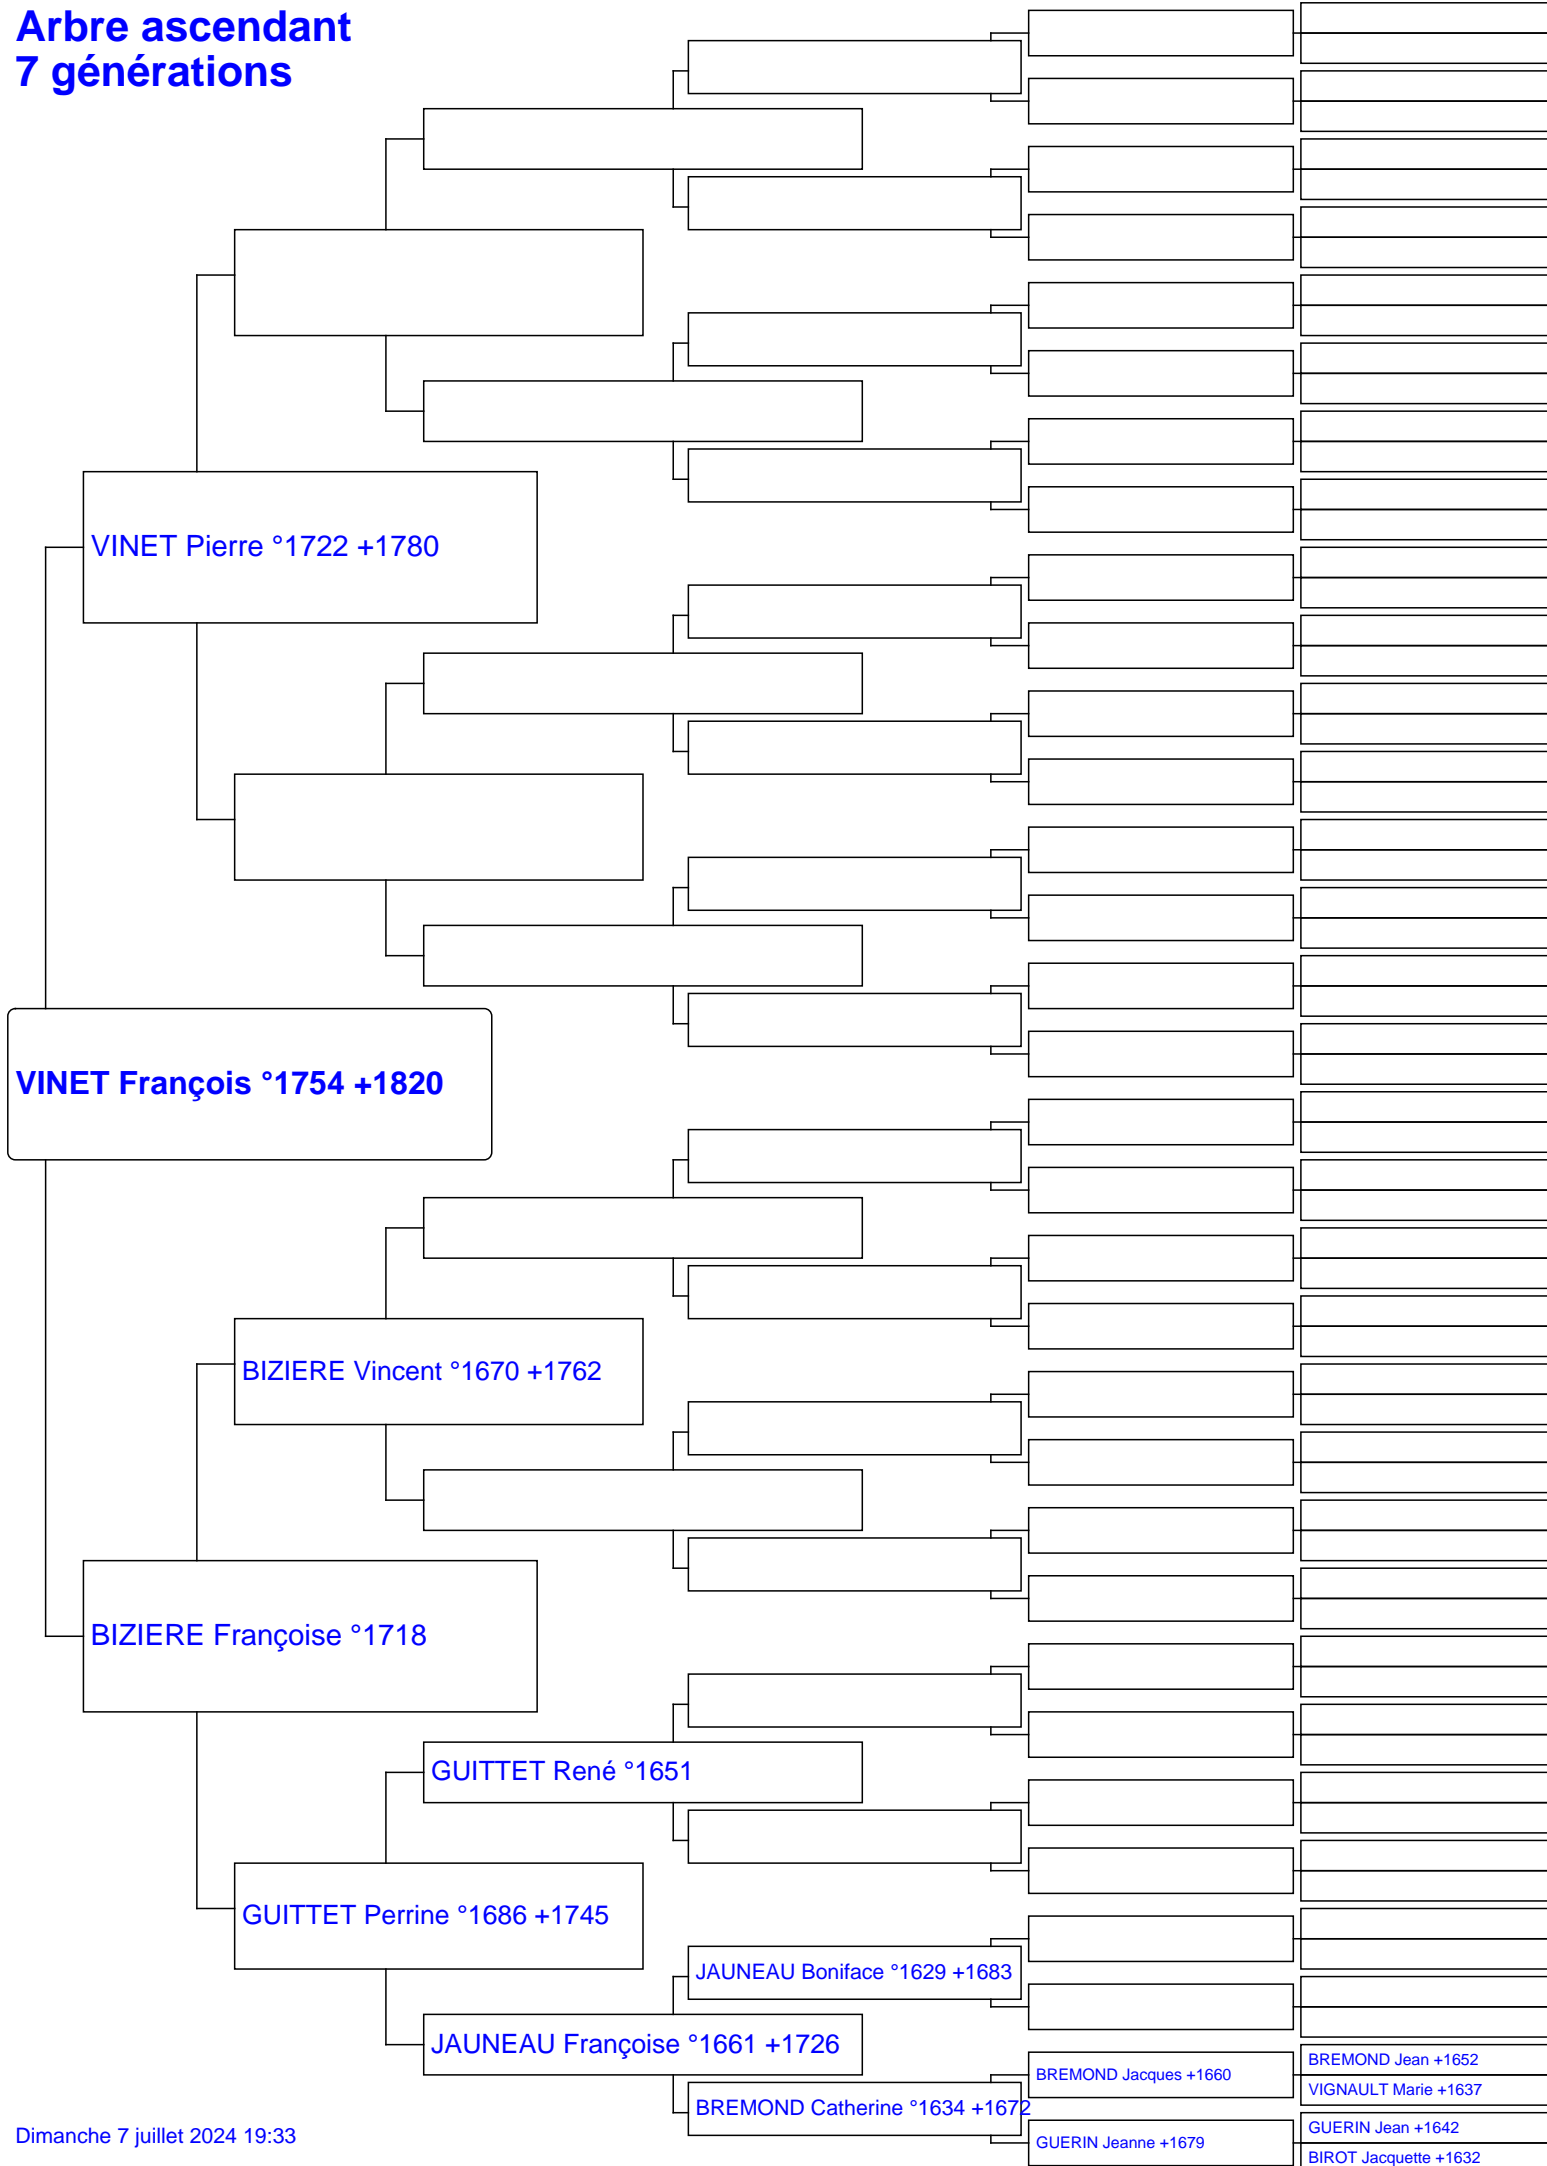 Arbre ascendant
7 générations
VINET Pierre °1722 +1780
VINET François °1754 +1820
BIZIERE Vincent °1670 +1762
BIZIERE Françoise °1718
GUITTET René °1651
GUITTET Perrine °1686 +1745
JAUNEAU Boniface °1629 +1683
JAUNEAU Françoise °1661 +1726
BREMOND Jean +1652
BREMOND Jacques +1660
VIGNAULT Marie +1637
BREMOND Catherine °1634 +1672
GUERIN Jean +1642
GUERIN Jeanne +1679
BIROT Jacquette +1632
Dimanche 7 juillet 2024 19:33